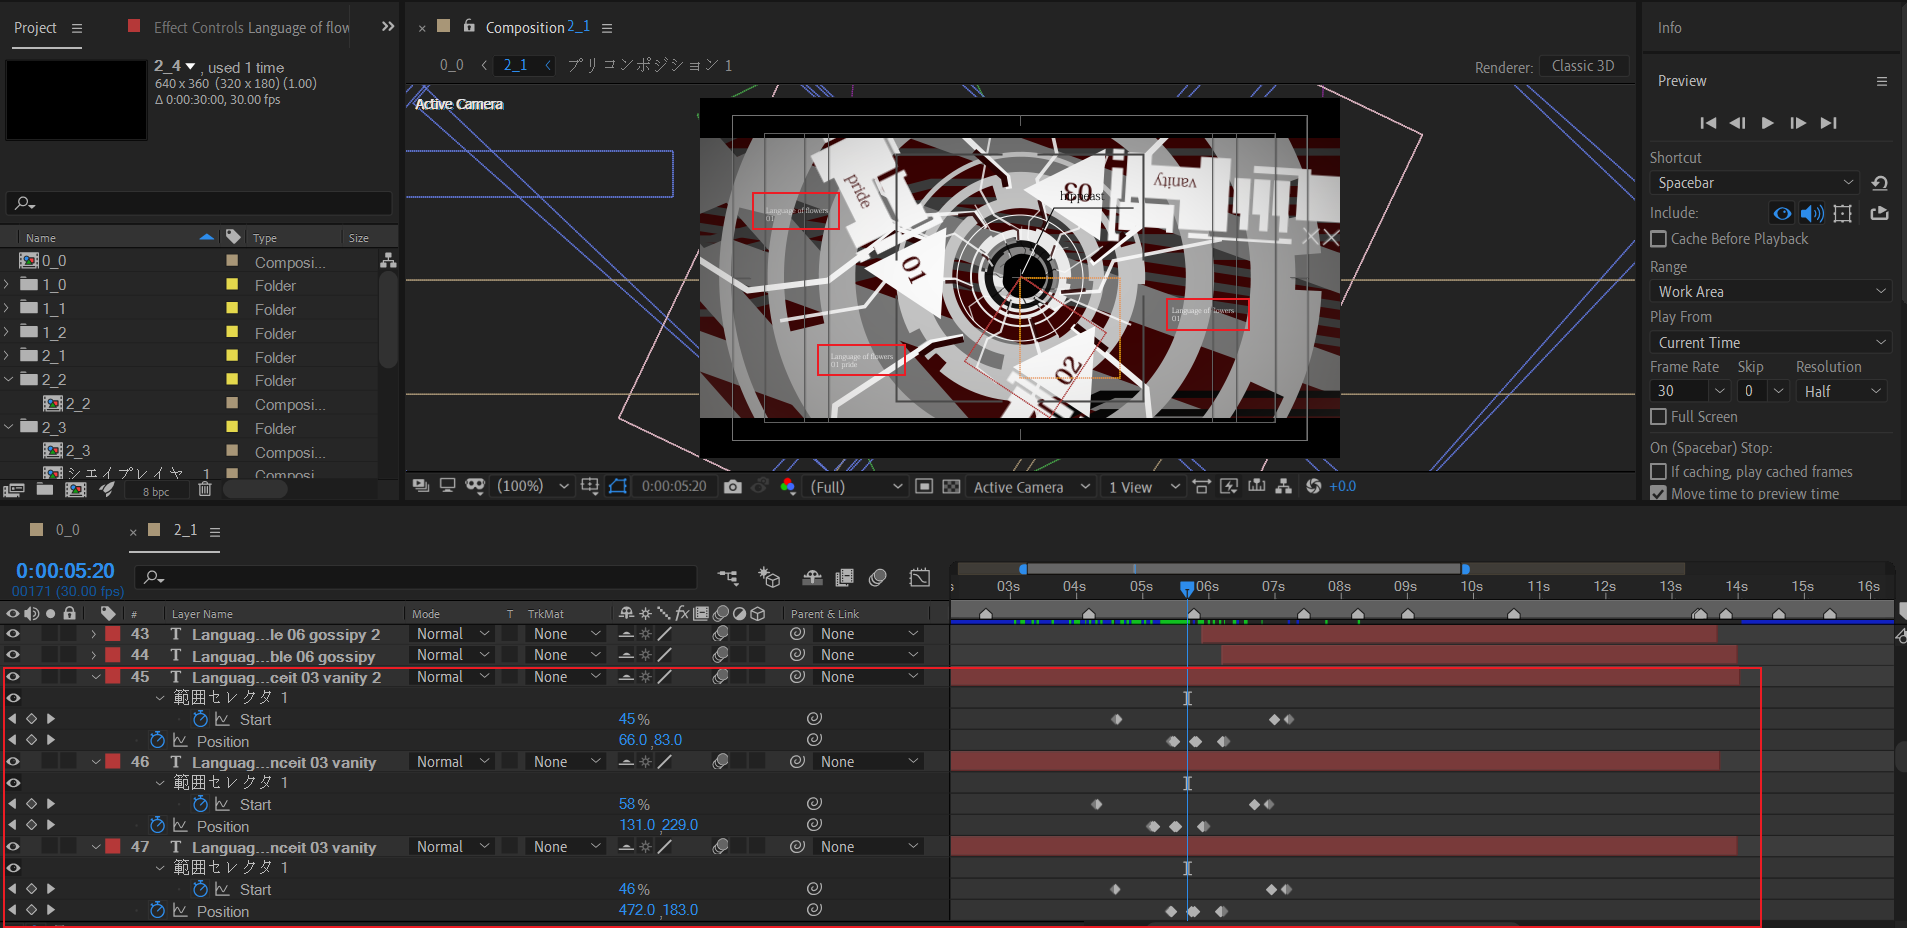 Project
Effect Controls Language of flow
2_4 , used 1 time
640 x 360 (320 x 180) (1.00)
Δ 0:00:30:00, 30.00 fps
Name Type Size
0_0 Composi...
1_0 Folder
1_1 Folder
1_2 Folder
2_1 Folder
2_2 Folder
2_2 Composi...
2_3 Folder
2_3 Composi...
シェイプレイヤー 1 Composi...
8 bpc
× Composition 2_1
0_0 2_1 プリコンポジション 1
Renderer: Classic 3D
Active Camera
pride
01
03
hippeast
vanity
Language of flowers
01
Language of flowers
01
Language of flowers
01 pride
02
(100%) 0:00:05:20 (Full) Active Camera 1 View +0.0
Info
Preview
Shortcut
Spacebar
Include:
Cache Before Playback
Range
Work Area
Play From
Current Time
Frame Rate Skip Resolution
30 0 Half
Full Screen
On (Spacebar) Stop:
If caching, play cached frames
Move time to preview time
0_0 × 2_1
0:00:05:20
00171 (30.00 fps)
03s 04s 05s 06s 07s 08s 09s 10s 11s 12s 13s 14s 15s 16s
# Layer Name Mode T TrkMat fx Parent & Link
43 T Languag...le 06 gossipy 2 Normal None None
44 T Languag...ble 06 gossipy Normal None None
45 T Languag...ceit 03 vanity 2 Normal None None
範囲セレクタ 1
Start 45%
Position 66.0,83.0
46 T Languag...nceit 03 vanity Normal None None
範囲セレクタ 1
Start 58%
Position 131.0,229.0
47 T Languag...nceit 03 vanity Normal None None
範囲セレクタ 1
Start 46%
Position 472.0,183.0